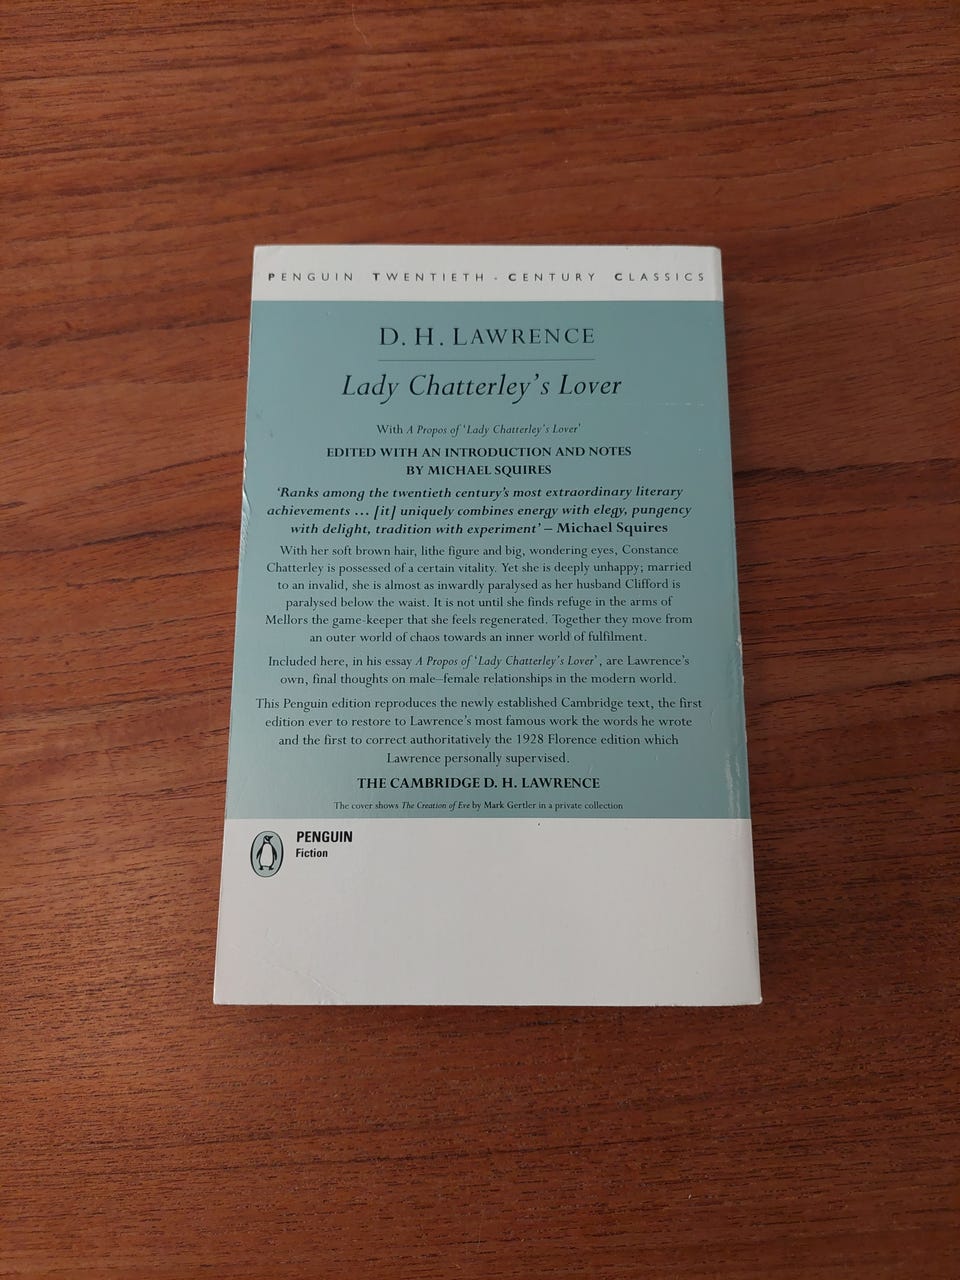 PENGUIN TWENTIETH-CENTURY CLASSICS
D. H. LAWRENCE
Lady Chatterley's Lover
With A Propos of 'Lady Chatterley's Lover'
EDITED WITH AN INTRODUCTION AND NOTES
BY MICHAEL SQUIRES
'Ranks among the twentieth century's most extraordinary literary
achievements ... [it] uniquely combines energy with elegy, pungency
with delight, tradition with experiment' – Michael Squires
With her soft brown hair, lithe figure and big, wondering eyes, Constance
Chatterley is possessed of a certain vitality. Yet she is deeply unhappy; married
to an invalid, she is almost as inwardly paralysed as her husband Clifford is
paralysed below the waist. It is not until she finds refuge in the arms of
Mellors the game-keeper that she feels regenerated. Together they move from
an outer world of chaos towards an inner world of fulfilment.
Included here, in his essay A Propos of 'Lady Chatterley's Lover', are Lawrence's
own, final thoughts on male–female relationships in the modern world.
This Penguin edition reproduces the newly established Cambridge text, the first
edition ever to restore to Lawrence's most famous work the words he wrote
and the first to correct authoritatively the 1928 Florence edition which
Lawrence personally supervised.
THE CAMBRIDGE D. H. LAWRENCE
The cover shows The Creation of Eve by Mark Gertler in a private collection
PENGUIN
Fiction